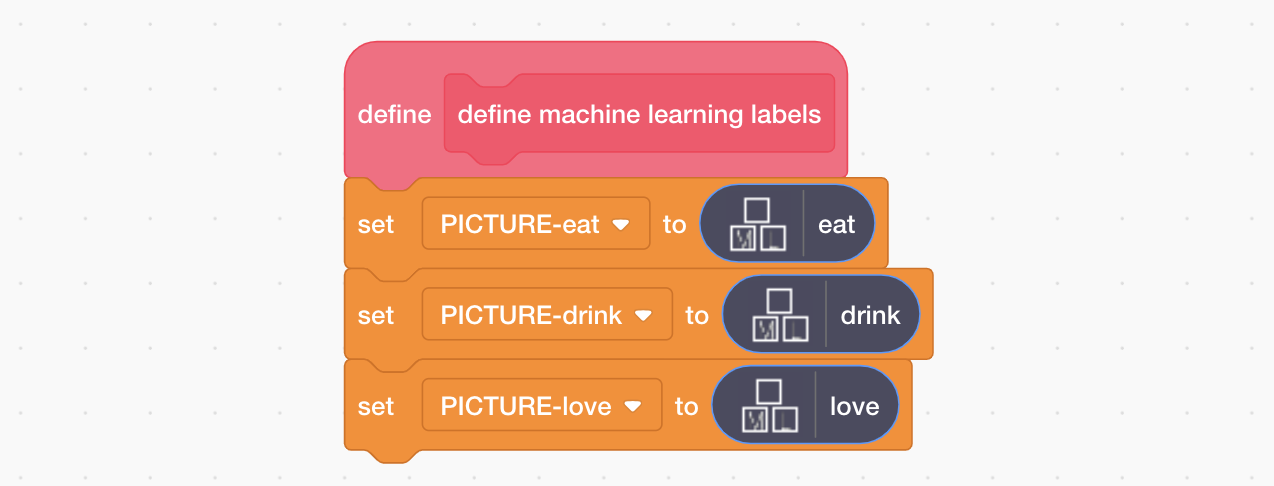 define define machine learning labels
set PICTURE-eat to eat
set PICTURE-drink to drink
set PICTURE-love to love